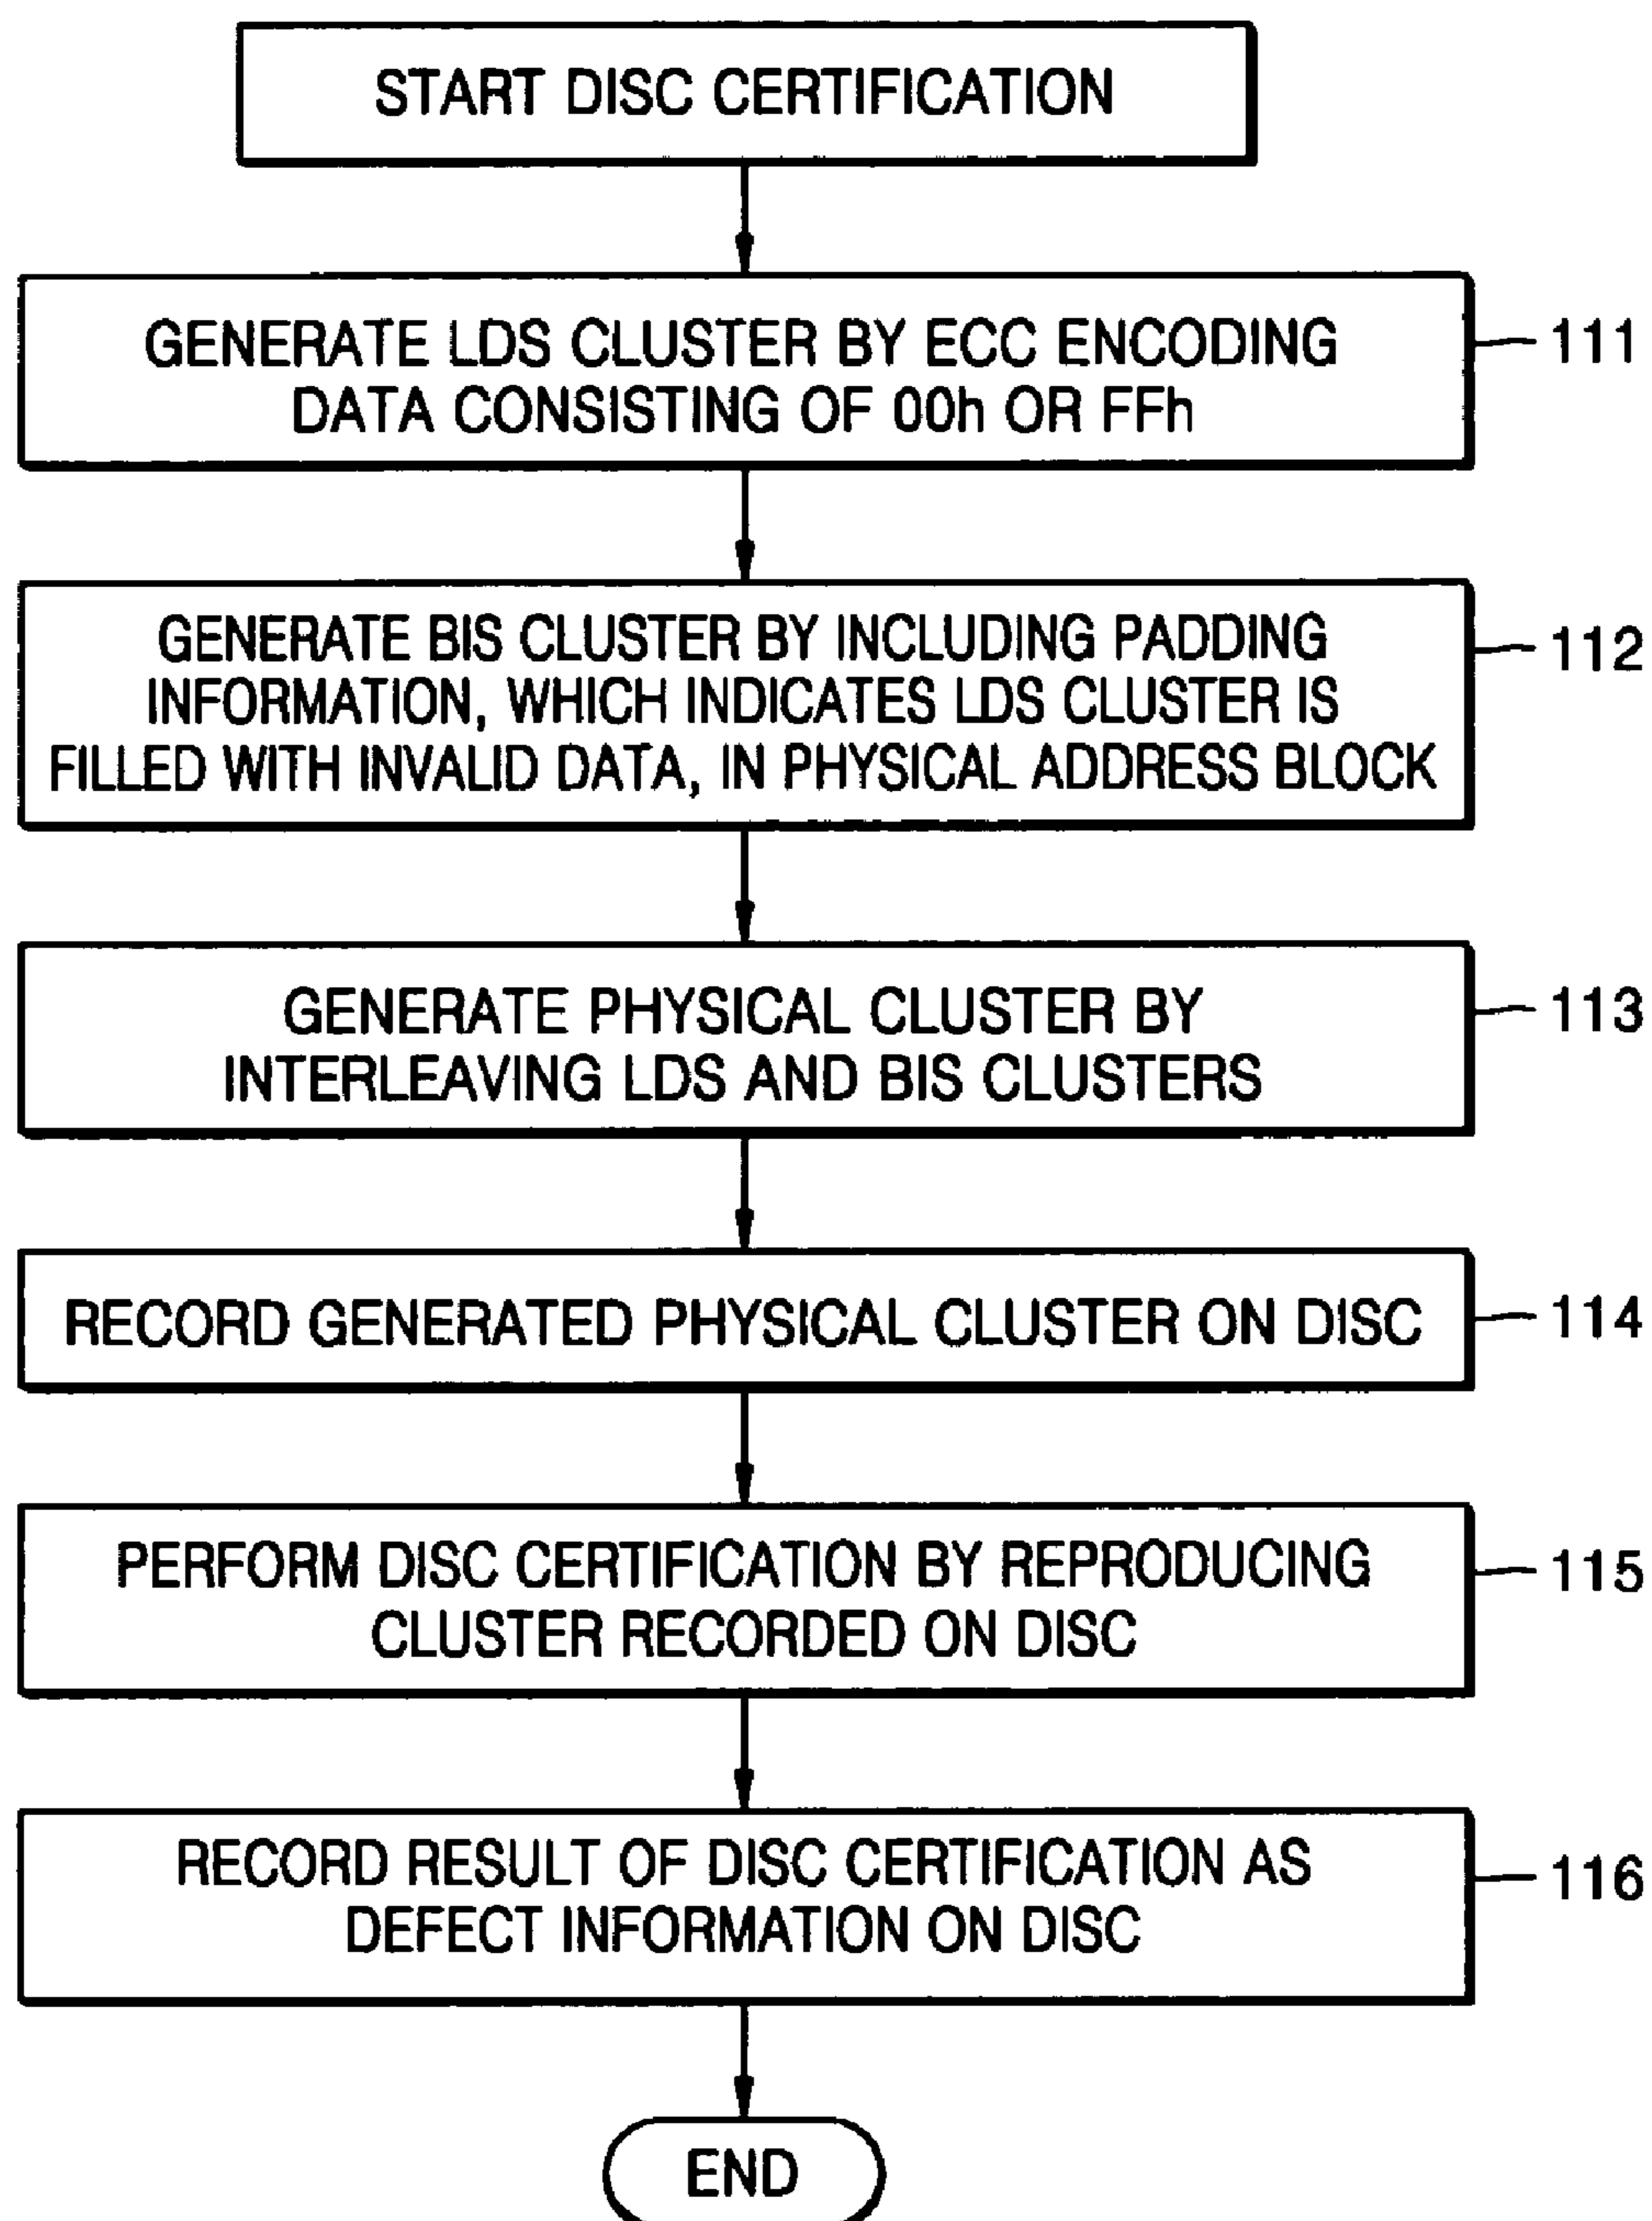 START DISC CERTIFICATION
GENERATE LDS CLUSTER BY ECC ENCODING
DATA CONSISTING OF 00h OR FFh
111
GENERATE BIS CLUSTER BY INCLUDING PADDING
INFORMATION, WHICH INDICATES LDS CLUSTER IS
FILLED WITH INVALID DATA, IN PHYSICAL ADDRESS BLOCK
112
GENERATE PHYSICAL CLUSTER BY
INTERLEAVING LDS AND BIS CLUSTERS
113
RECORD GENERATED PHYSICAL CLUSTER ON DISC
114
PERFORM DISC CERTIFICATION BY REPRODUCING
CLUSTER RECORDED ON DISC
115
RECORD RESULT OF DISC CERTIFICATION AS
DEFECT INFORMATION ON DISC
116
END